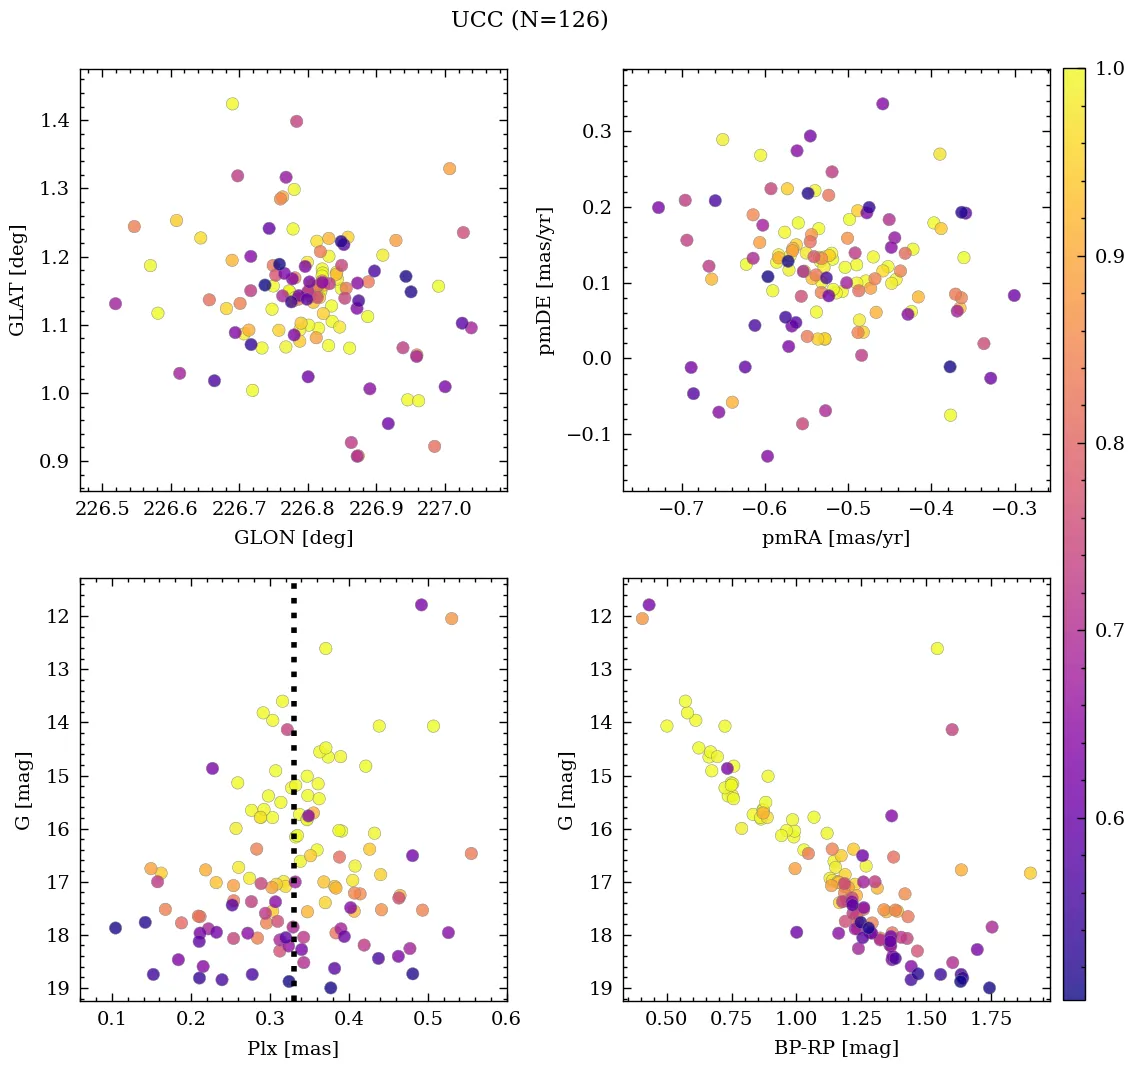 UCC (N=126)
1.4
1.3
1.2
1.1
1.0
0.9
GLAT [deg]
226.5 226.6 226.7 226.8 226.9 227.0
GLON [deg]
0.3
0.2
0.1
0.0
−0.1
pmDE [mas/yr]
−0.7 −0.6 −0.5 −0.4 −0.3
pmRA [mas/yr]
12
13
14
15
16
17
18
19
G [mag]
0.1 0.2 0.3 0.4 0.5 0.6
Plx [mas]
12
13
14
15
16
17
18
19
G [mag]
0.50 0.75 1.00 1.25 1.50 1.75
BP-RP [mag]
1.0
0.9
0.8
0.7
0.6